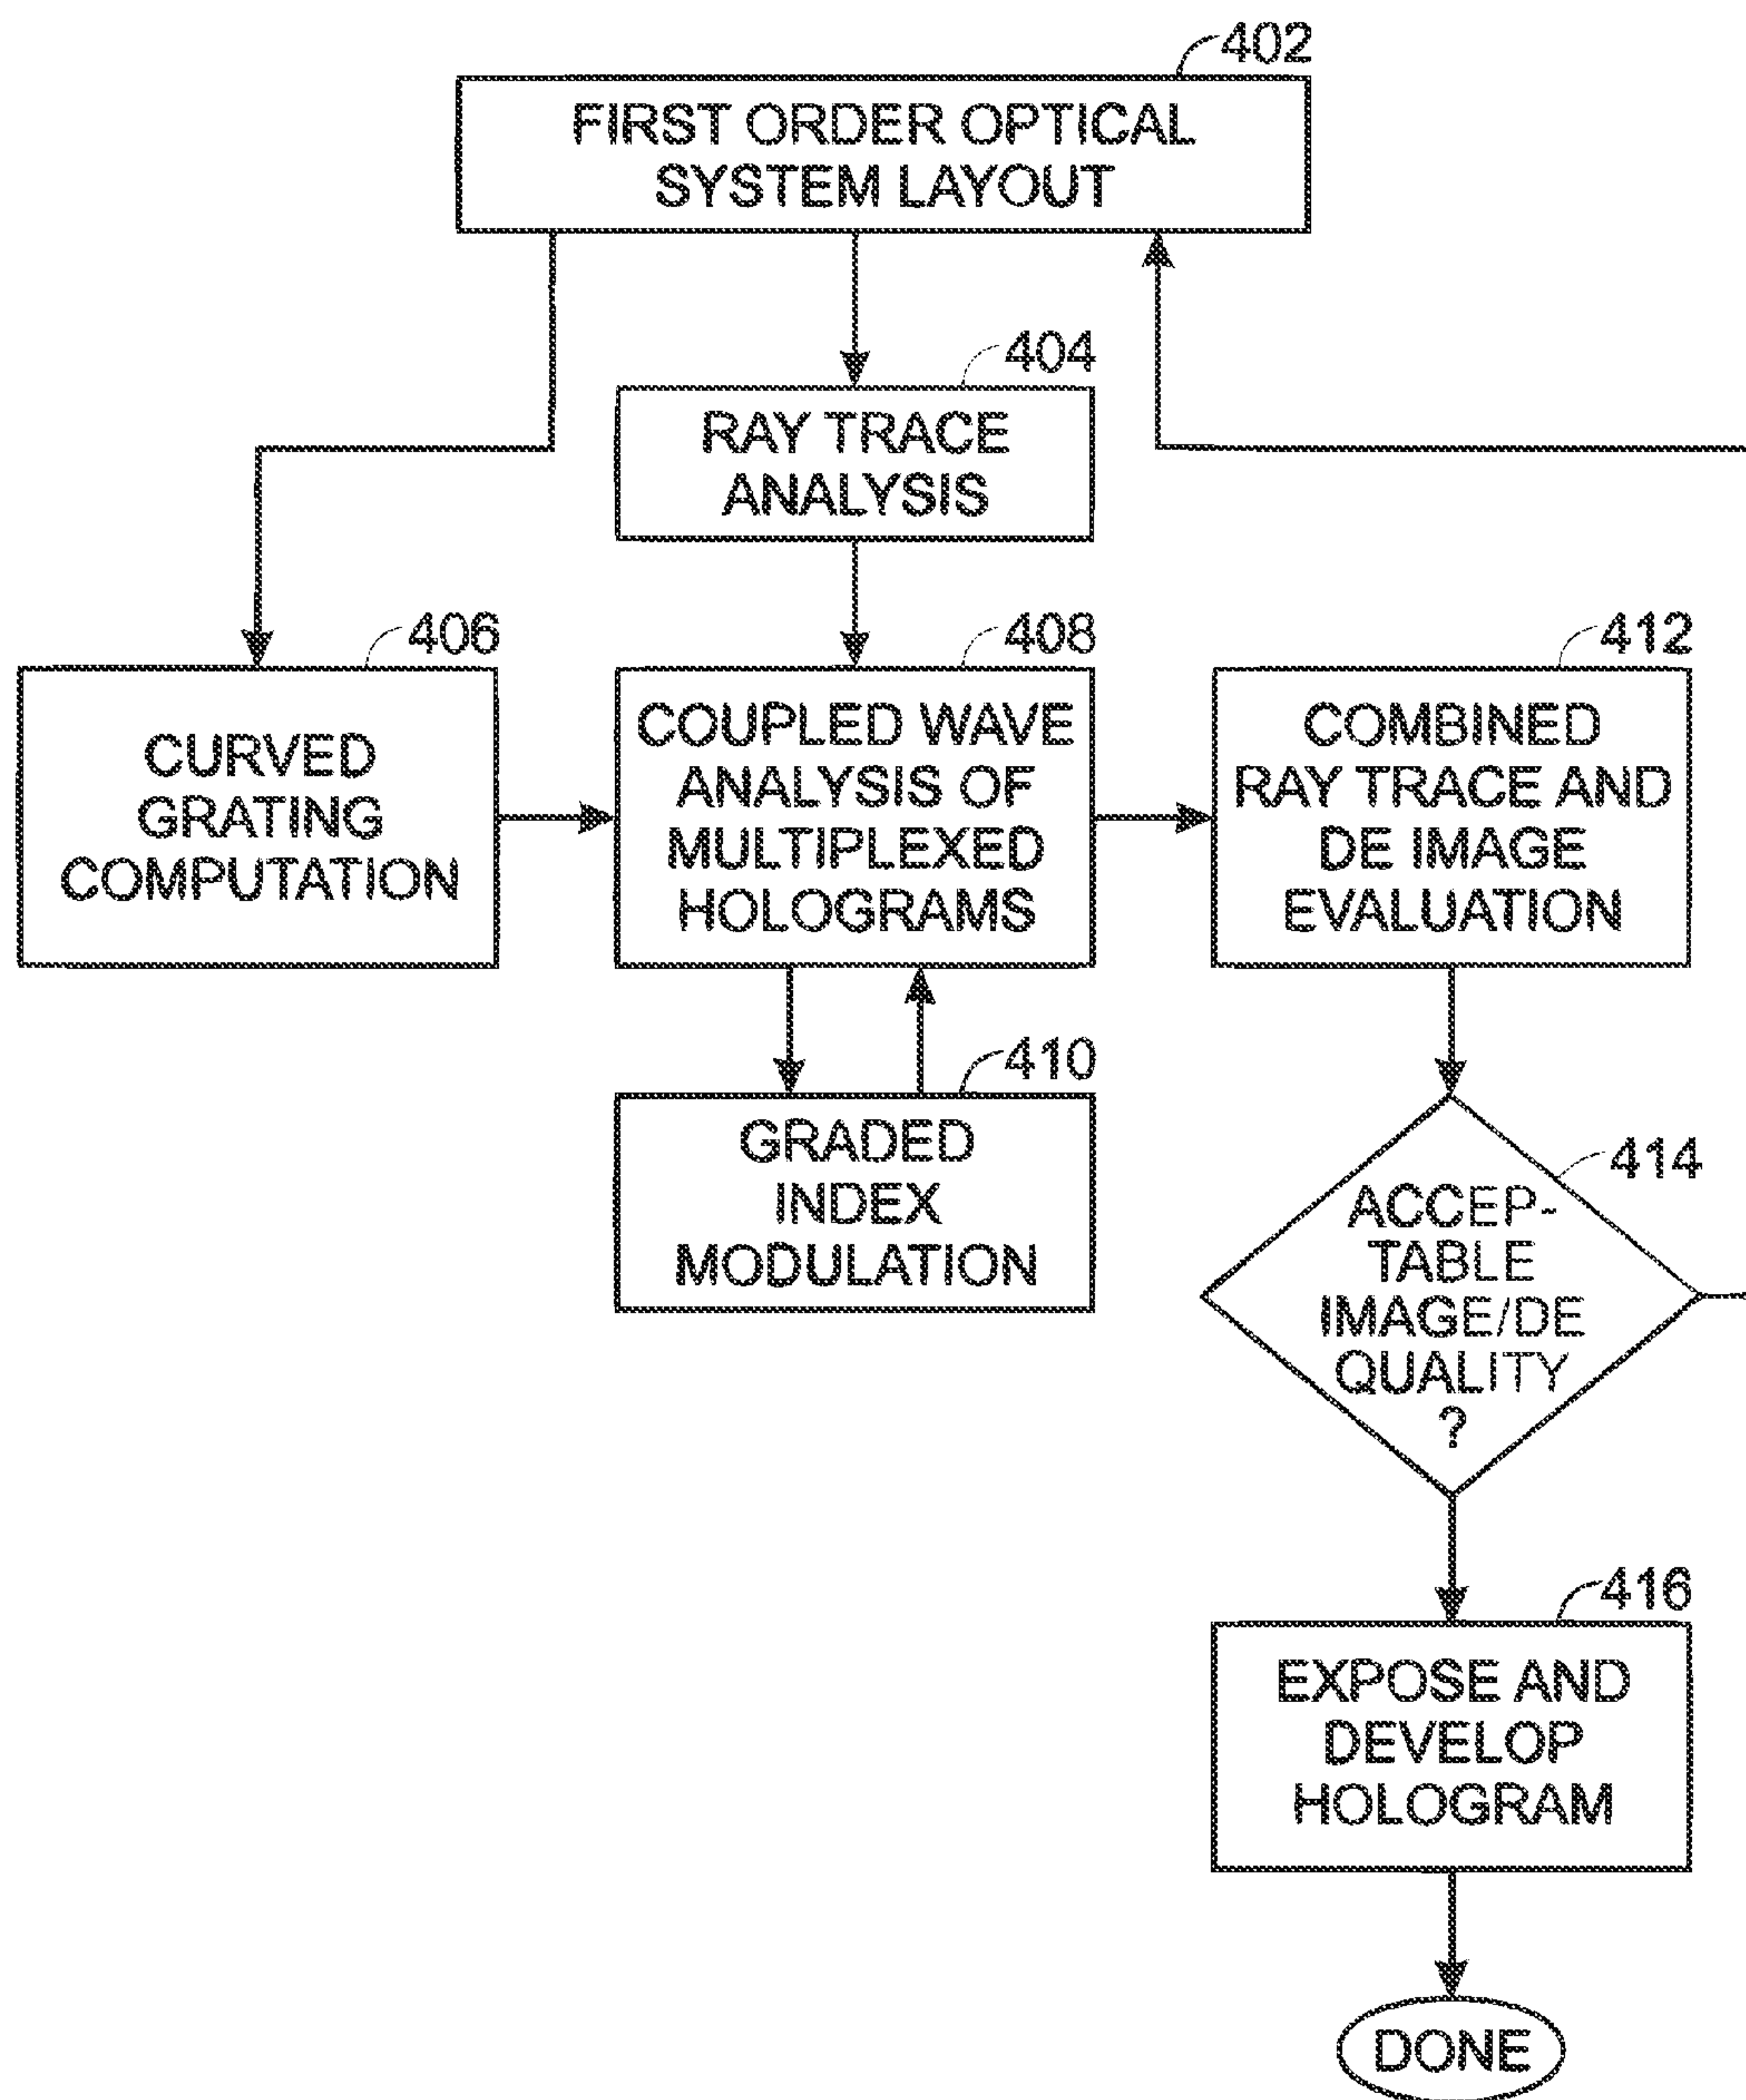 402
FIRST ORDER OPTICAL
SYSTEM LAYOUT
404
RAY TRACE
ANALYSIS
406
CURVED
GRATING
COMPUTATION
408
COUPLED WAVE
ANALYSIS OF
MULTIPLEXED
HOLOGRAMS
412
COMBINED
RAY TRACE AND
DE IMAGE
EVALUATION
410
GRADED
INDEX
MODULATION
414
ACCEP-
TABLE
IMAGE/DE
QUALITY
?
416
EXPOSE AND
DEVELOP
HOLOGRAM
DONE